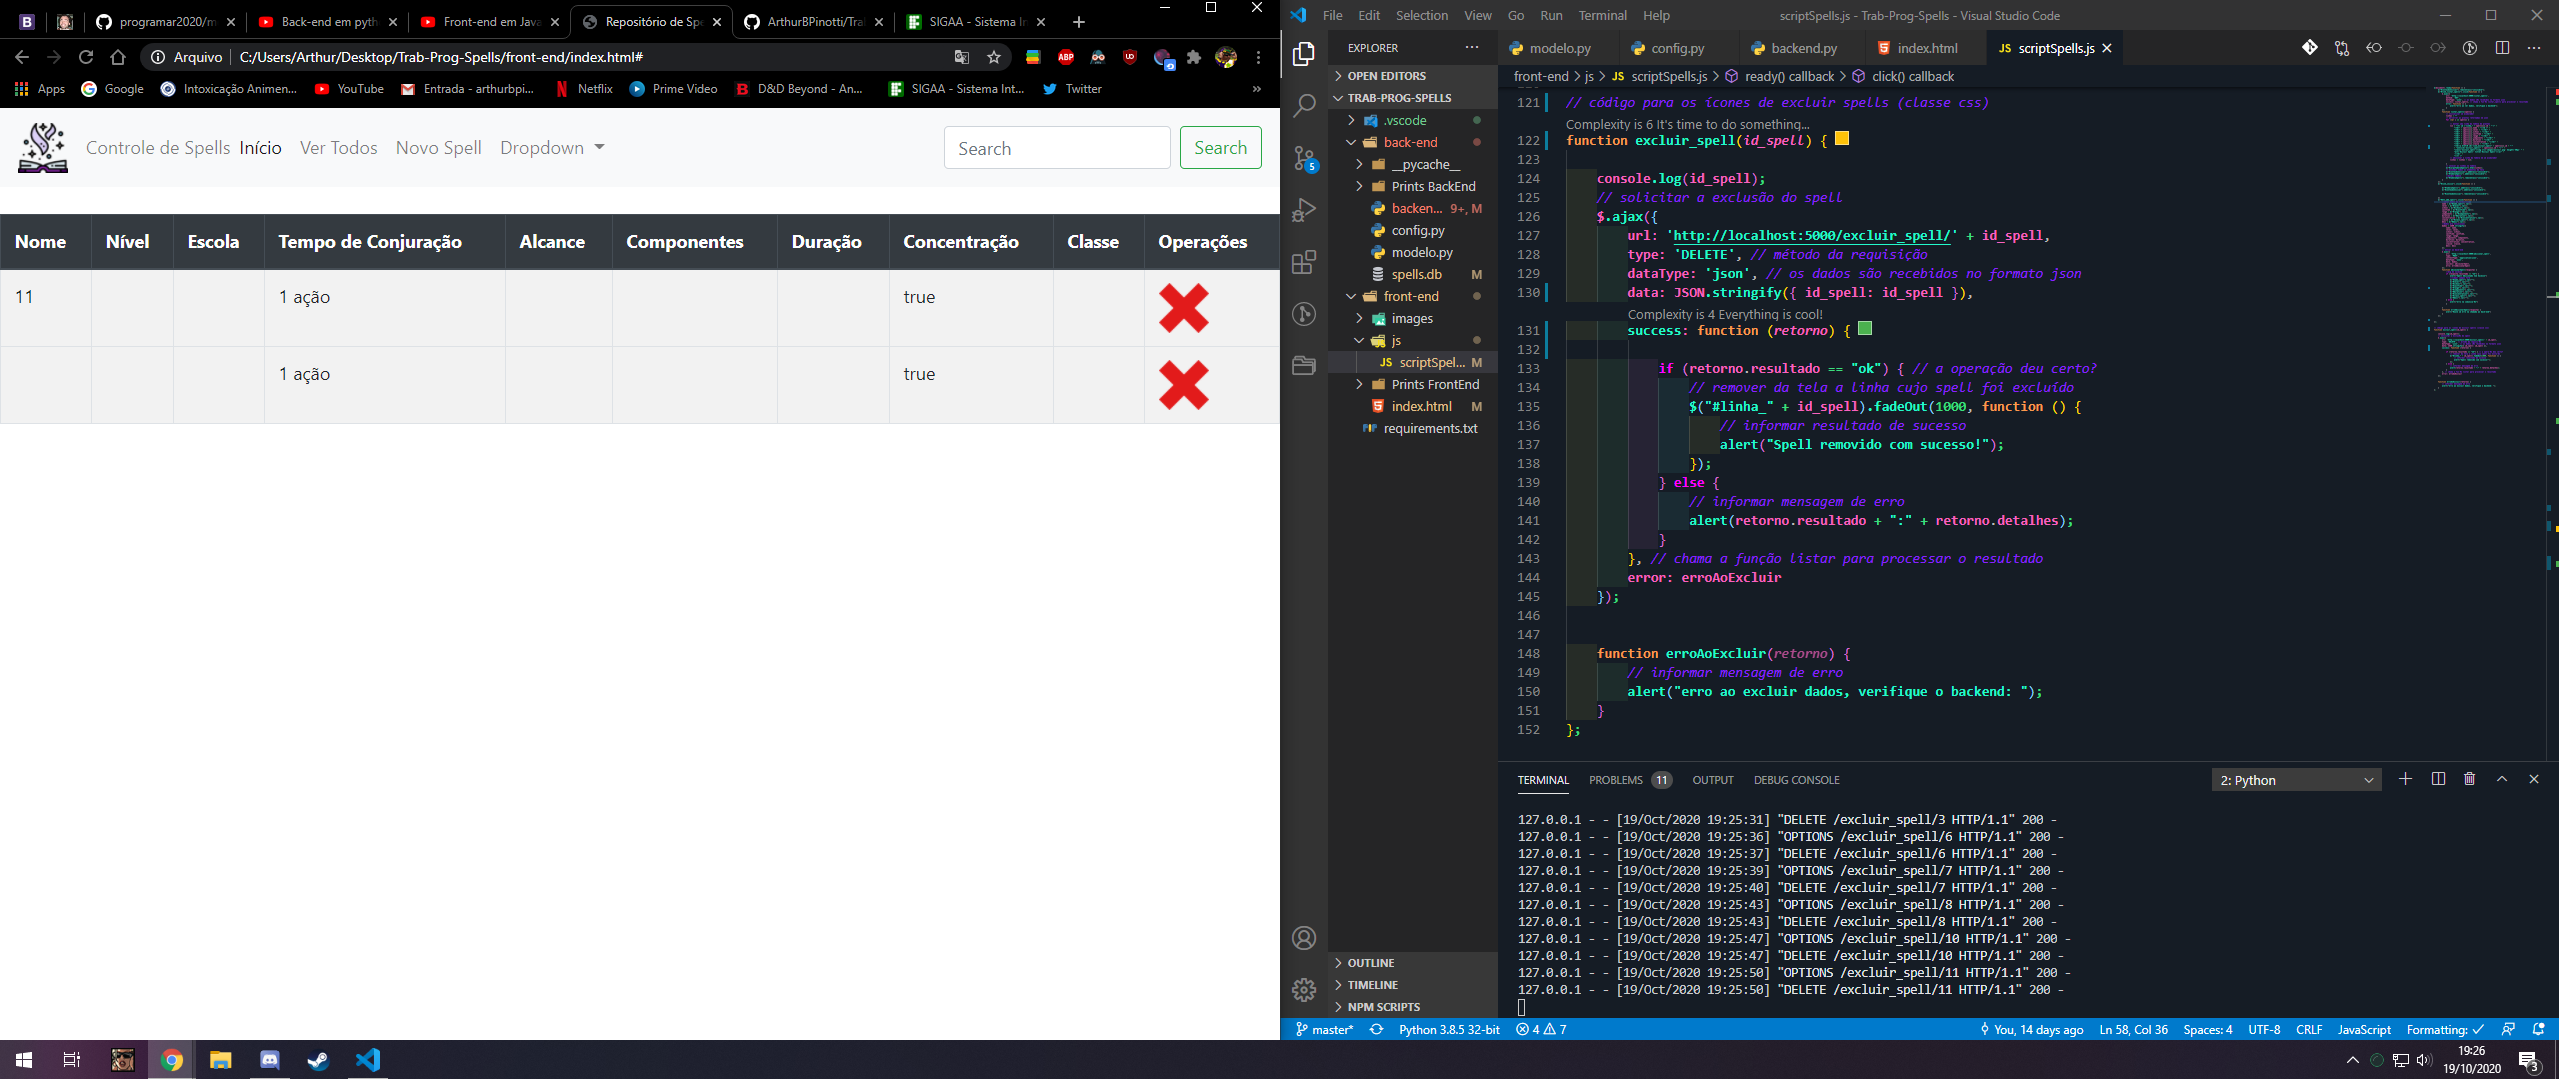 programar2020/m
Back-end em pyth
Front-end em Java
Repositório de Spe
ArthurBPinotti/Tra
SIGAA - Sistema In
Arquivo
C:/Users/Arthur/Desktop/Trab-Prog-Spells/front-end/index.html#
Apps
Google
Intoxicação Animen...
YouTube
Entrada - arthurbpi...
Netflix
Prime Video
D&D Beyond - An...
SIGAA - Sistema Int...
Twitter
»
Controle de Spells Início Ver Todos Novo Spell Dropdown
Search
Search
Nome Nível Escola Tempo de Conjuração Alcance Componentes Duração Concentração Classe Operações
11 1 ação true
1 ação true
File Edit Selection View Go Run Terminal Help
scriptSpells.js - Trab-Prog-Spells - Visual Studio Code
EXPLORER
OPEN EDITORS
TRAB-PROG-SPELLS
.vscode
back-end
__pycache__
Prints BackEnd
backen... 9+, M
config.py
modelo.py
spells.db M
front-end
images
js
JS scriptSpel... M
Prints FrontEnd
index.html M
requirements.txt
OUTLINE
TIMELINE
NPM SCRIPTS
modelo.py
config.py
backend.py
index.html
JS scriptSpells.js
front-end > js > JS scriptSpells.js > ready() callback > click() callback
121 // código para os ícones de excluir spells (classe css)
Complexity is 6 It's time to do something...
122 function excluir_spell(id_spell) {
123
124 console.log(id_spell);
125 // solicitar a exclusão do spell
126 $.ajax({
127 url: 'http://localhost:5000/excluir_spell/' + id_spell,
128 type: 'DELETE', // método da requisição
129 dataType: 'json', // os dados são recebidos no formato json
130 data: JSON.stringify({ id_spell: id_spell }),
Complexity is 4 Everything is cool!
131 success: function (retorno) {
132
133 if (retorno.resultado == "ok") { // a operação deu certo?
134 // remover da tela a linha cujo spell foi excluído
135 $("#linha_" + id_spell).fadeOut(1000, function () {
136 // informar resultado de sucesso
137 alert("Spell removido com sucesso!");
138 });
139 } else {
140 // informar mensagem de erro
141 alert(retorno.resultado + ":" + retorno.detalhes);
142 }
143 }, // chama a função listar para processar o resultado
144 error: erroAoExcluir
145 });
146
147
148 function erroAoExcluir(retorno) {
149 // informar mensagem de erro
150 alert("erro ao excluir dados, verifique o backend: ");
151 }
152 };
TERMINAL PROBLEMS 11 OUTPUT DEBUG CONSOLE
2: Python
127.0.0.1 - - [19/Oct/2020 19:25:31] "DELETE /excluir_spell/3 HTTP/1.1" 200 -
127.0.0.1 - - [19/Oct/2020 19:25:36] "OPTIONS /excluir_spell/6 HTTP/1.1" 200 -
127.0.0.1 - - [19/Oct/2020 19:25:37] "DELETE /excluir_spell/6 HTTP/1.1" 200 -
127.0.0.1 - - [19/Oct/2020 19:25:39] "OPTIONS /excluir_spell/7 HTTP/1.1" 200 -
127.0.0.1 - - [19/Oct/2020 19:25:40] "DELETE /excluir_spell/7 HTTP/1.1" 200 -
127.0.0.1 - - [19/Oct/2020 19:25:43] "OPTIONS /excluir_spell/8 HTTP/1.1" 200 -
127.0.0.1 - - [19/Oct/2020 19:25:43] "DELETE /excluir_spell/8 HTTP/1.1" 200 -
127.0.0.1 - - [19/Oct/2020 19:25:47] "OPTIONS /excluir_spell/10 HTTP/1.1" 200 -
127.0.0.1 - - [19/Oct/2020 19:25:47] "DELETE /excluir_spell/10 HTTP/1.1" 200 -
127.0.0.1 - - [19/Oct/2020 19:25:50] "OPTIONS /excluir_spell/11 HTTP/1.1" 200 -
127.0.0.1 - - [19/Oct/2020 19:25:50] "DELETE /excluir_spell/11 HTTP/1.1" 200 -
master* Python 3.8.5 32-bit 4 7
You, 14 days ago Ln 58, Col 36 Spaces: 4 UTF-8 CRLF JavaScript Formatting: ✓
19:26
19/10/2020
3